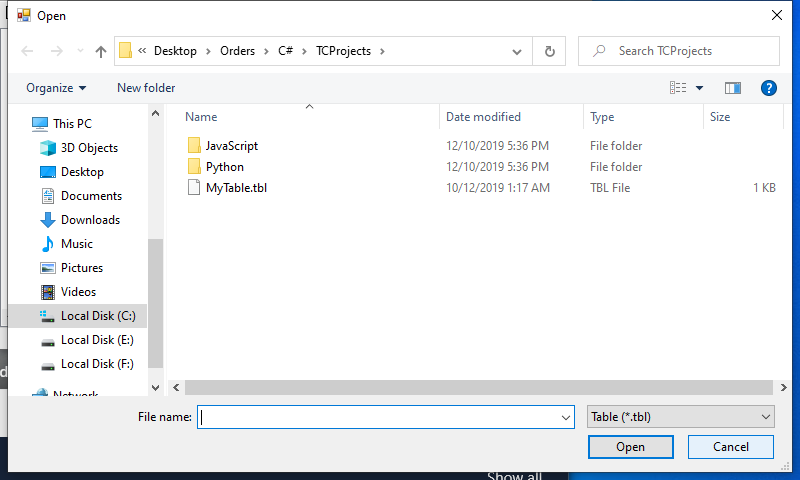 Open
« Desktop > Orders > C# > TCProjects >
Search TCProjects
Organize
New folder
Name
Date modified
Type
Size
This PC
3D Objects
Desktop
Documents
Downloads
Music
Pictures
Videos
Local Disk (C:)
Local Disk (E:)
Local Disk (F:)
Network
JavaScript 12/10/2019 5:36 PM File folder
Python 12/10/2019 5:36 PM File folder
MyTable.tbl 10/12/2019 1:17 AM TBL File 1 KB
File name:
Table (*.tbl)
Open
Cancel
Show all